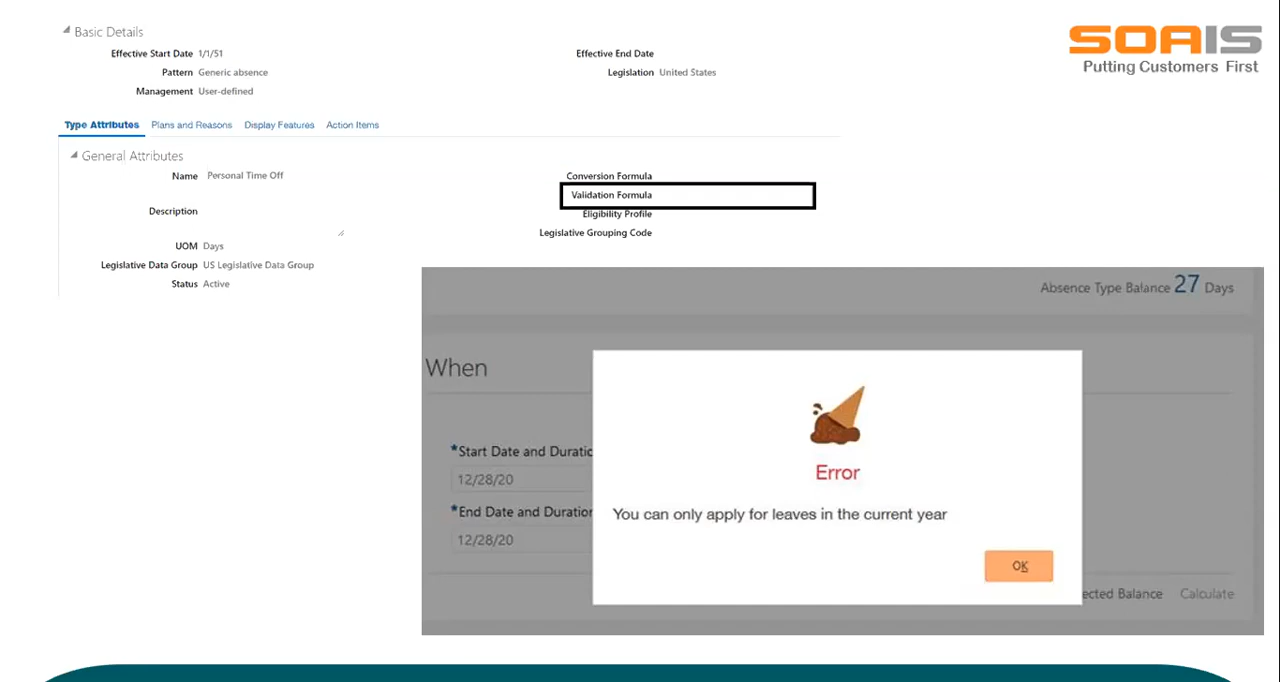 Basic Details
Effective Start Date 1/1/51
Effective End Date
Pattern Generic absence
Legislation United States
Management User-defined
SOAIS
Putting Customers First
Type Attributes Plans and Reasons Display Features Action Items
General Attributes
Name Personal Time Off
Conversion Formula
Validation Formula
Description
Eligibility Profile
Legislative Grouping Code
UOM Days
Legislative Data Group US Legislative Data Group
Status Active
Absence Type Balance 27 Days
When
*Start Date and Duratio
12/28/20
*End Date and Duration
12/28/20
Error
You can only apply for leaves in the current year
OK
ected Balance Calculate